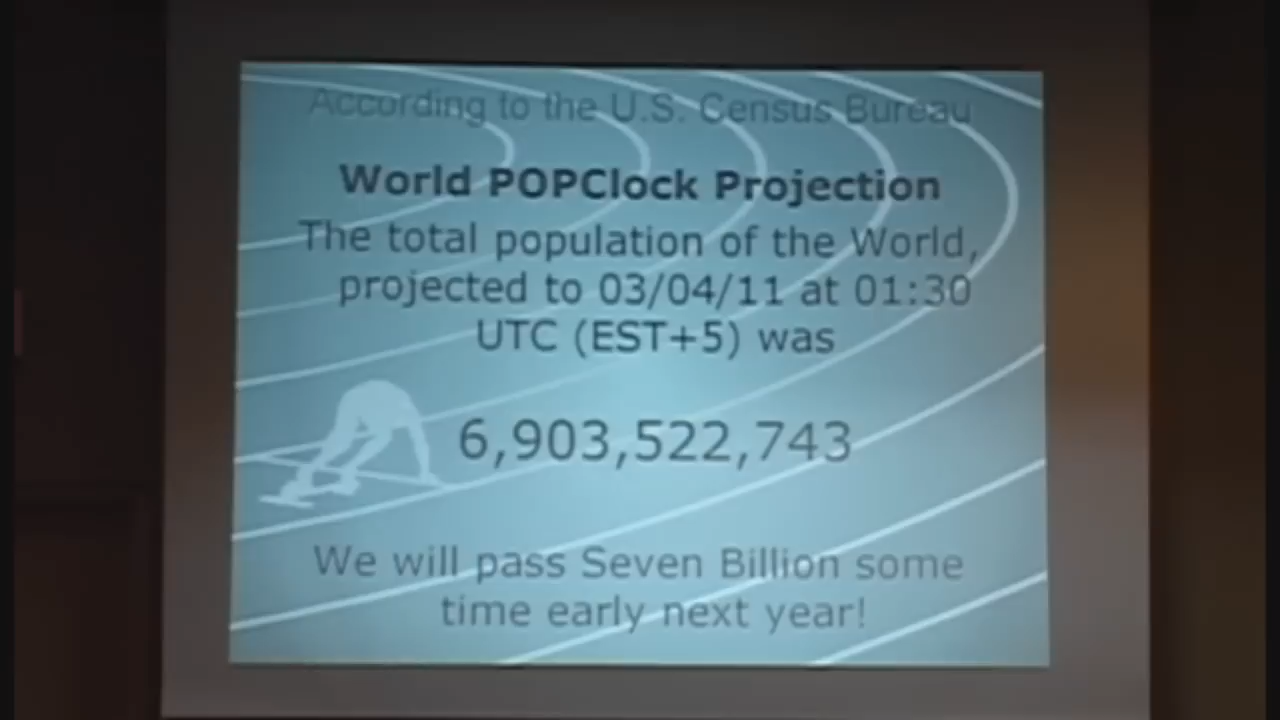 According to the U.S. Census Bureau
World POPClock Projection
The total population of the World,
projected to 03/04/11 at 01:30
UTC (EST+5) was
6,903,522,743
We will pass Seven Billion some
time early next year!